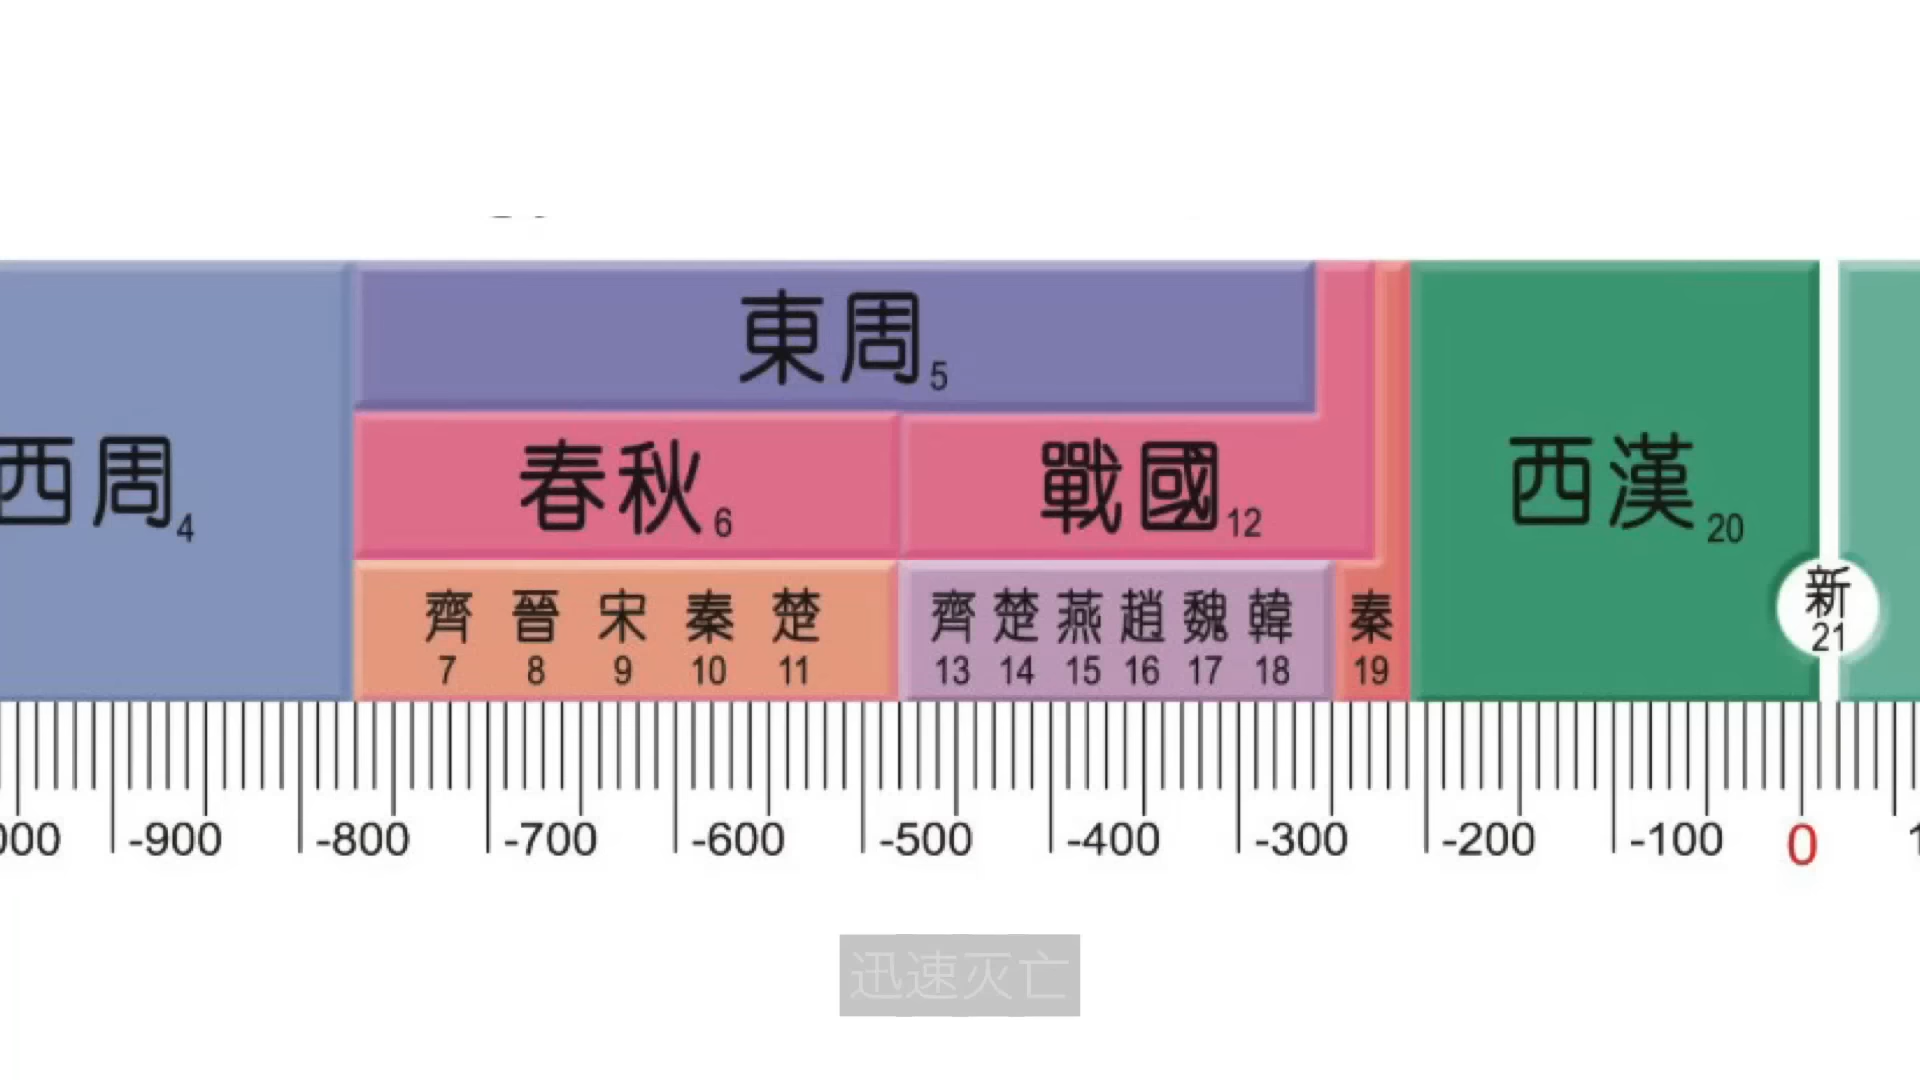 東周5
西周4
春秋6
戰國12
西漢20
齊 晉 宋 秦 楚
7 8 9 10 11
齊 楚 燕 趙 魏 韓
13 14 15 16 17 18
秦
19
新
21
-900 -800 -700 -600 -500 -400 -300 -200 -100 0
迅速灭亡